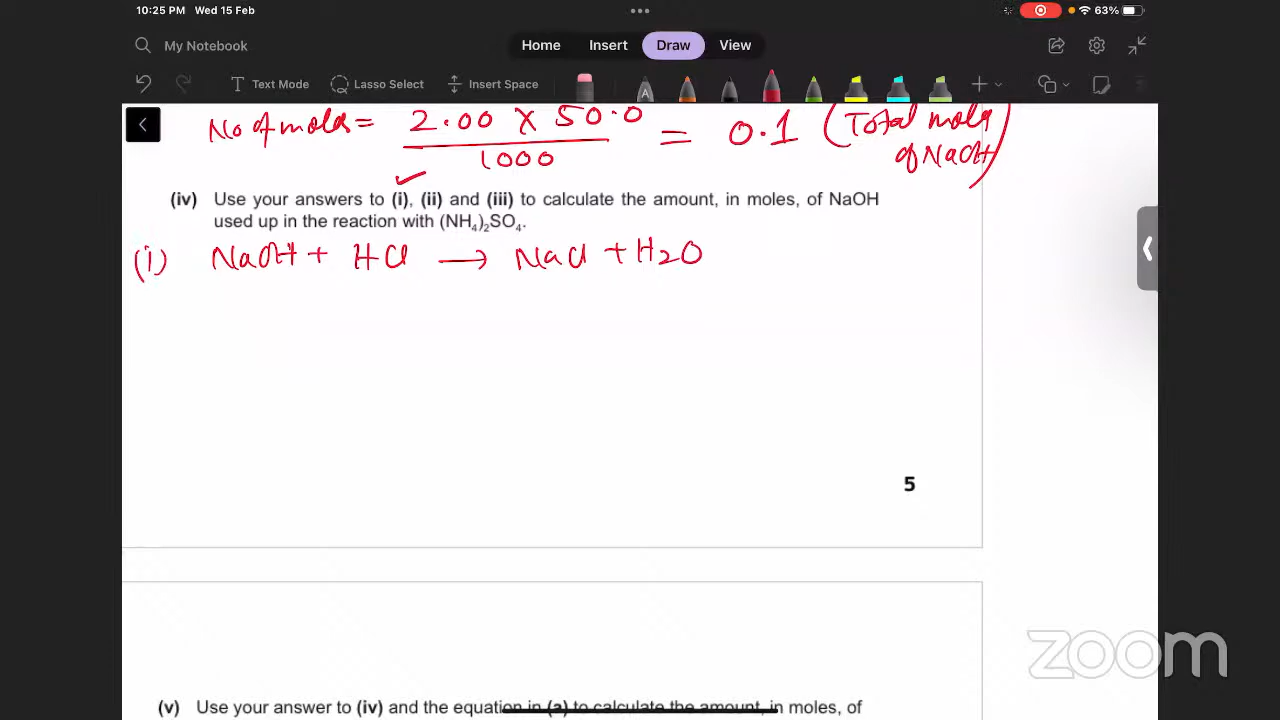 10:25 PM Wed 15 Feb
63%
My Notebook
Home Insert Draw View
Text Mode Lasso Select Insert Space
No of moles = 2.00 X 50.0 / 1000 = 0.1 (Total moles of NaOH)
(iv) Use your answers to (i), (ii) and (iii) to calculate the amount, in moles, of NaOH
used up in the reaction with (NH₄)₂SO₄.
(i) NaOH + HCl → NaCl + H2O
5
zoom
(v) Use your answer to (iv) and the equation in (a) to calculate the amount, in moles, of